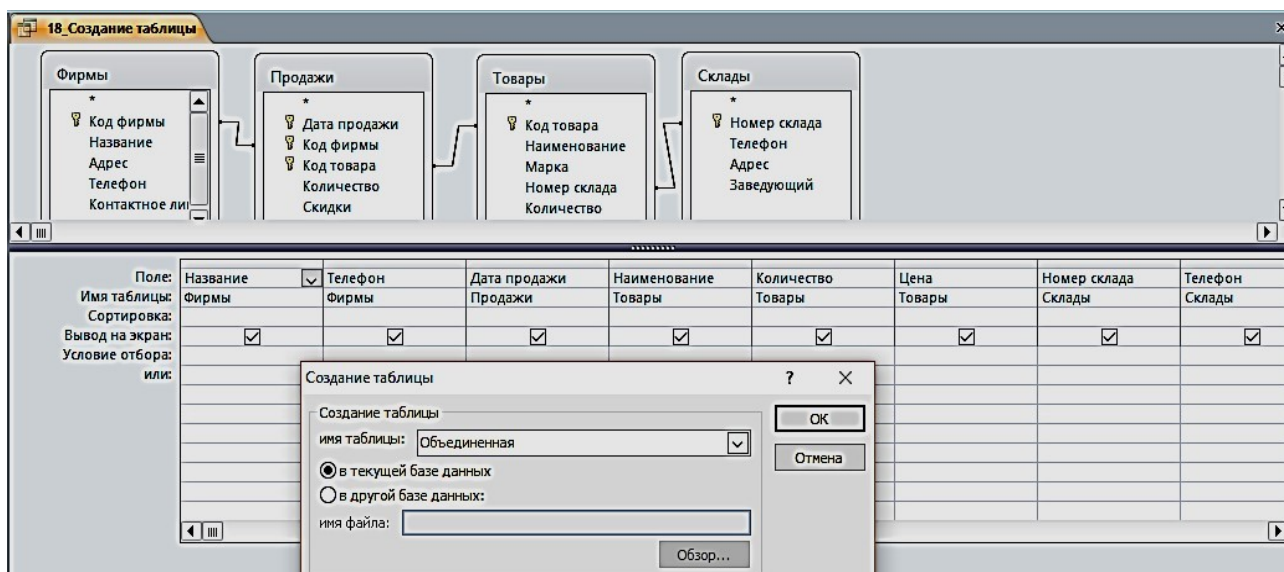 18_Создание таблицы
Фирмы
*
Код фирмы
Название
Адрес
Телефон
Контактное ли
Продажи
*
Дата продажи
Код фирмы
Код товара
Количество
Скидки
Товары
*
Код товара
Наименование
Марка
Номер склада
Количество
Склады
*
Номер склада
Телефон
Адрес
Заведующий
Поле: Название Телефон Дата продажи Наименование Количество Цена Номер склада Телефон
Имя таблицы: Фирмы Фирмы Продажи Товары Товары Товары Склады Склады
Сортировка:
Вывод на экран:
Условие отбора:
или:
Создание таблицы ?
Создание таблицы
имя таблицы: Объединенная
в текущей базе данных
в другой базе данных:
имя файла:
Обзор...
OK
Отмена